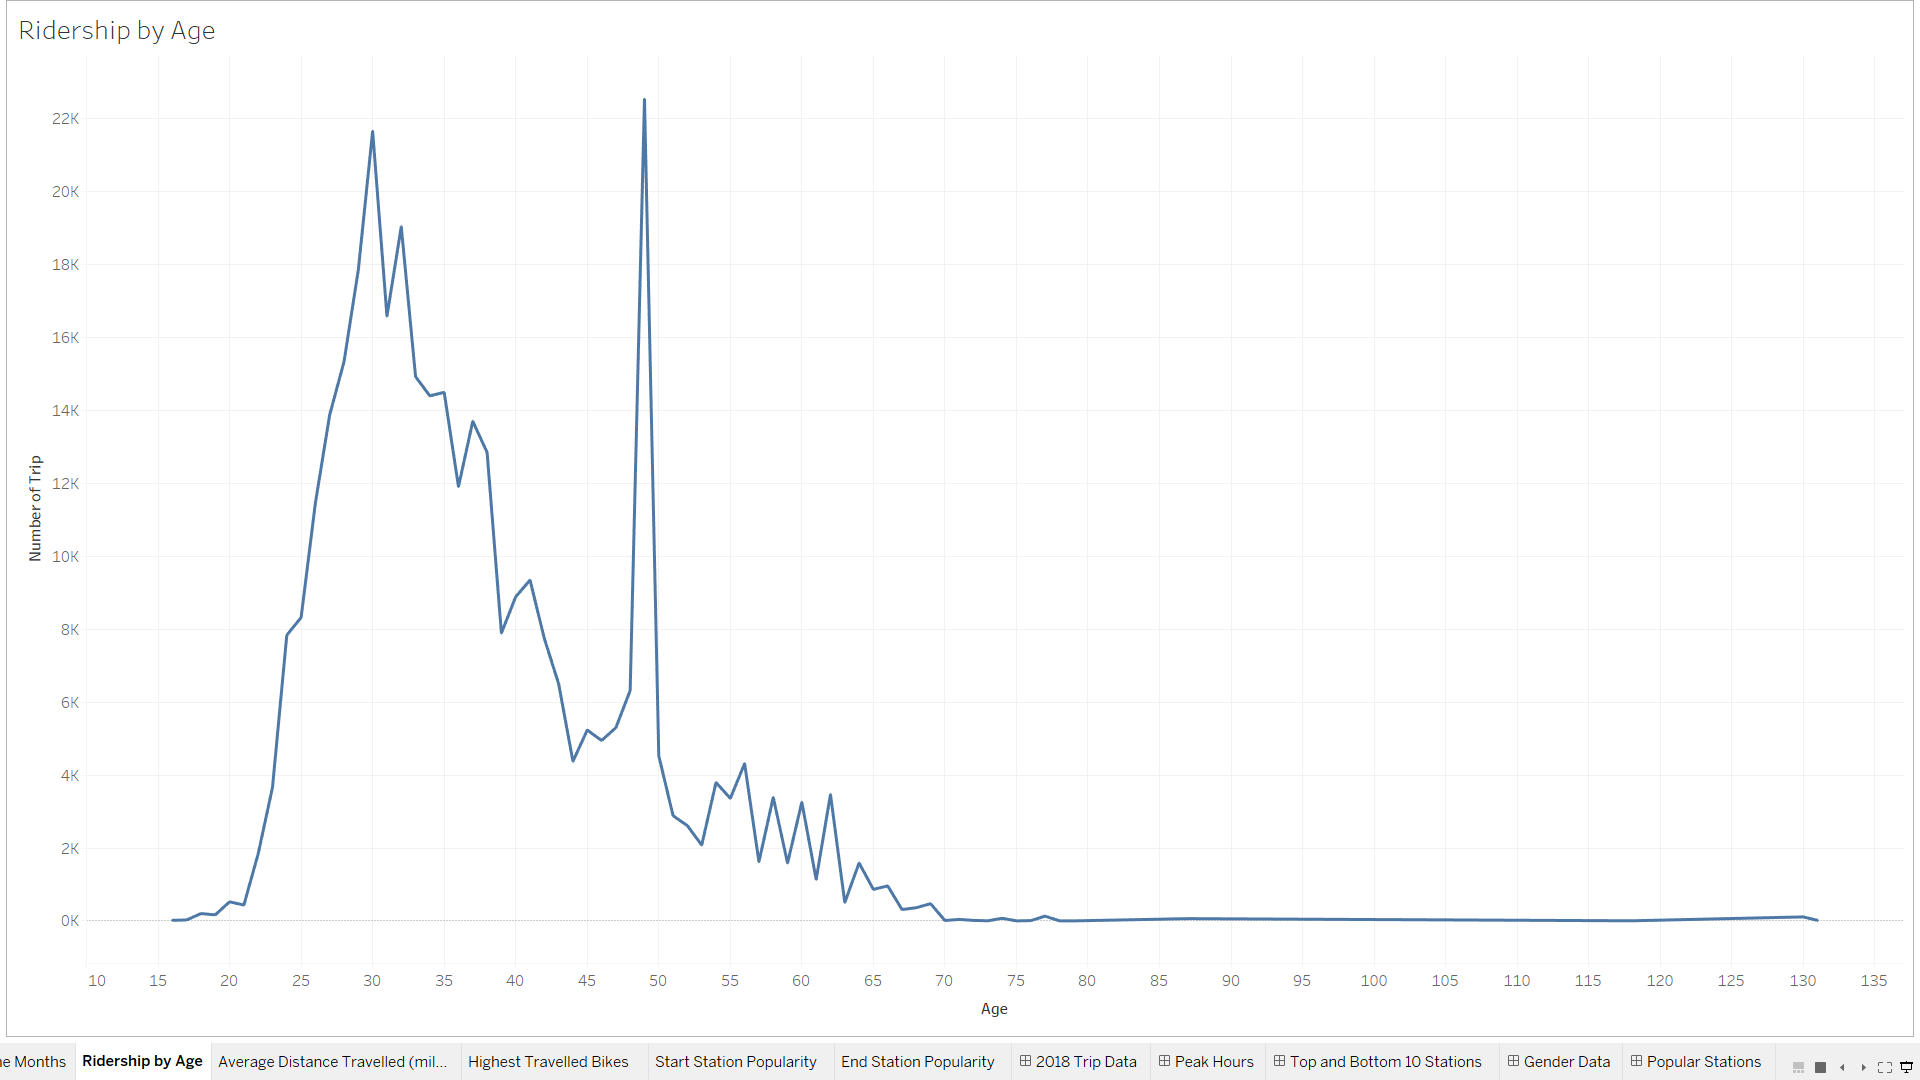 Ridership by Age
22K
20K
18K
16K
14K
12K
10K
8K
6K
4K
2K
0K
Number of Trip
10 15 20 25 30 35 40 45 50 55 60 65 70 75 80 85 90 95 100 105 110 115 120 125 130 135
Age
ne Months Ridership by Age Average Distance Travelled (mil... Highest Travelled Bikes Start Station Popularity End Station Popularity 2018 Trip Data Peak Hours Top and Bottom 10 Stations Gender Data Popular Stations